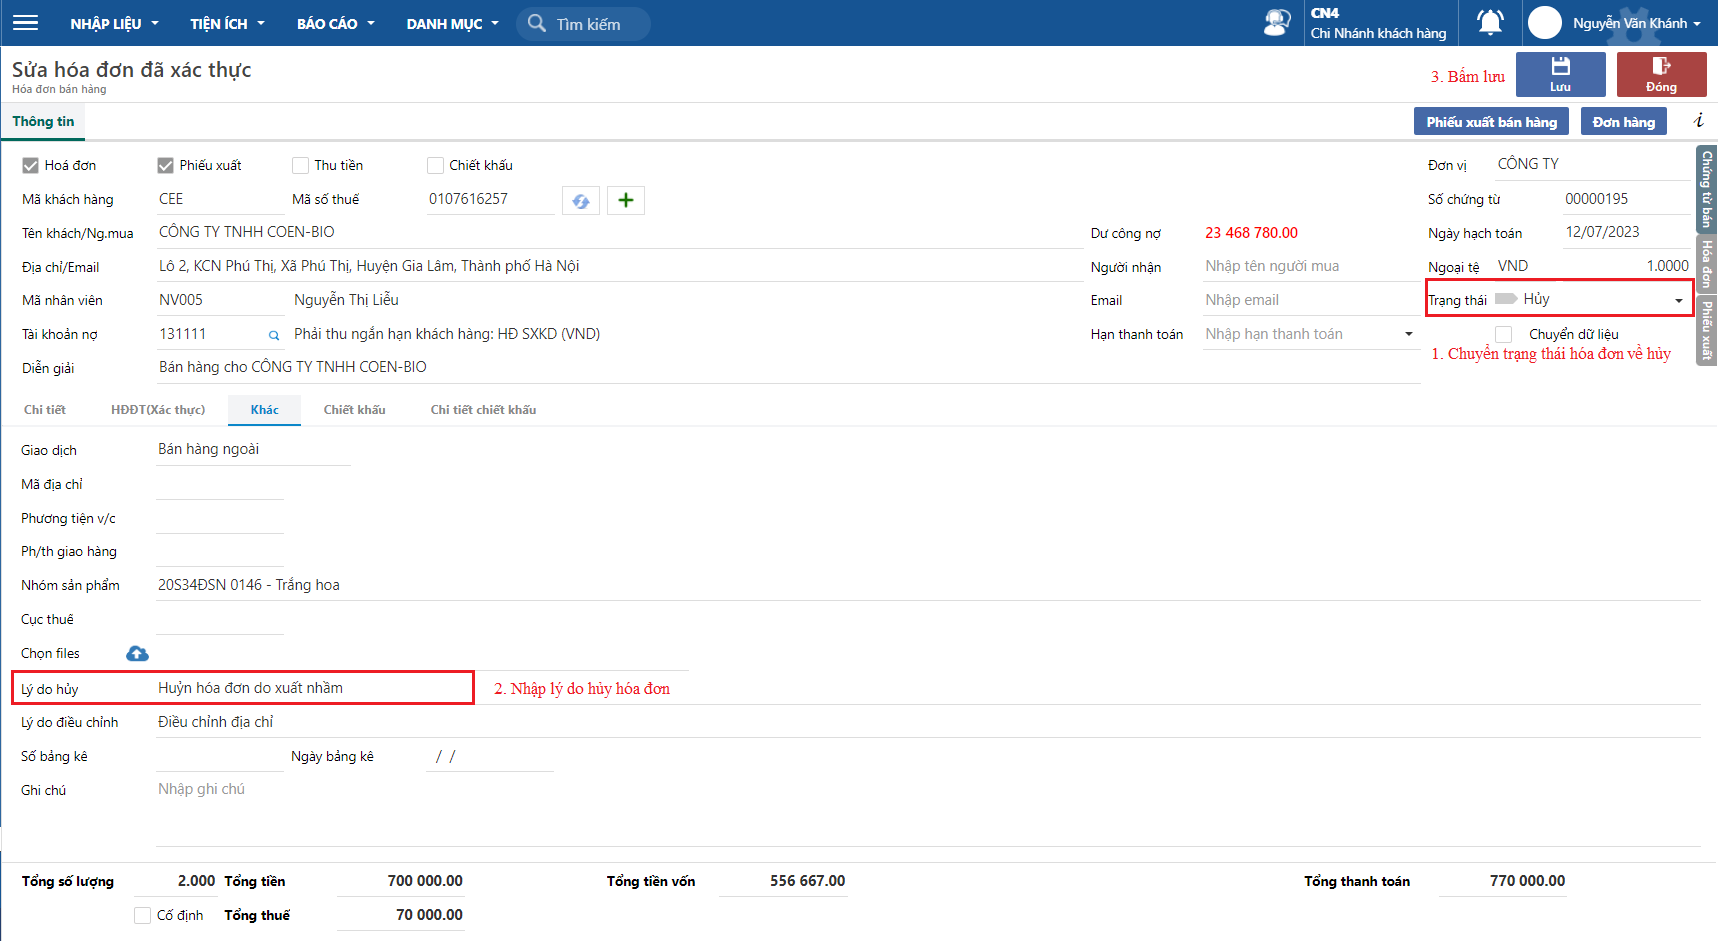 NHẬP LIỆU TIỆN ÍCH BÁO CÁO DANH MỤC Tìm kiếm CN4
Chi Nhánh khách hàng Nguyễn Văn Khánh
Sửa hóa đơn đã xác thực
Hóa đơn bán hàng
3. Bấm lưu Lưu Đóng
Thông tin Phiếu xuất bán hàng Đơn hàng i
Hoá đơn Phiếu xuất Thu tiền Chiết khấu Đơn vị CÔNG TY
Mã khách hàng CEE Mã số thuế 0107616257 Số chứng từ 00000195
Tên khách/Ng.mua CÔNG TY TNHH COEN-BIO Dư công nợ 23 468 780.00 Ngày hạch toán 12/07/2023
Địa chỉ/Email Lô 2, KCN Phú Thị, Xã Phú Thị, Huyện Gia Lâm, Thành phố Hà Nội Người nhận Nhập tên người mua Ngoại tệ VND 1.0000
Mã nhân viên NV005 Nguyễn Thị Liễu Email Nhập email Trạng thái Hủy
Tài khoản nợ 131111 Phải thu ngắn hạn khách hàng: HĐ SXKD (VND) Hạn thanh toán Nhập hạn thanh toán Chuyển dữ liệu
1. Chuyển trạng thái hóa đơn về hủy
Diễn giải Bán hàng cho CÔNG TY TNHH COEN-BIO
Chứng từ bán
Hóa đơn
Phiếu xuất
Chi tiết HĐĐT(Xác thực) Khác Chiết khấu Chi tiết chiết khấu
Giao dịch Bán hàng ngoài
Mã địa chỉ
Phương tiện v/c
Ph/th giao hàng
Nhóm sản phẩm 20S34ĐSN 0146 - Trắng hoa
Cục thuế
Chọn files
Lý do hủy Huỷn hóa đơn do xuất nhầm 2. Nhập lý do hủy hóa đơn
Lý do điều chỉnh Điều chỉnh địa chỉ
Số bảng kê Ngày bảng kê / /
Ghi chú Nhập ghi chú
Tổng số lượng 2.000 Tổng tiền 700 000.00 Tổng tiền vốn 556 667.00 Tổng thanh toán 770 000.00
Cố định Tổng thuế 70 000.00